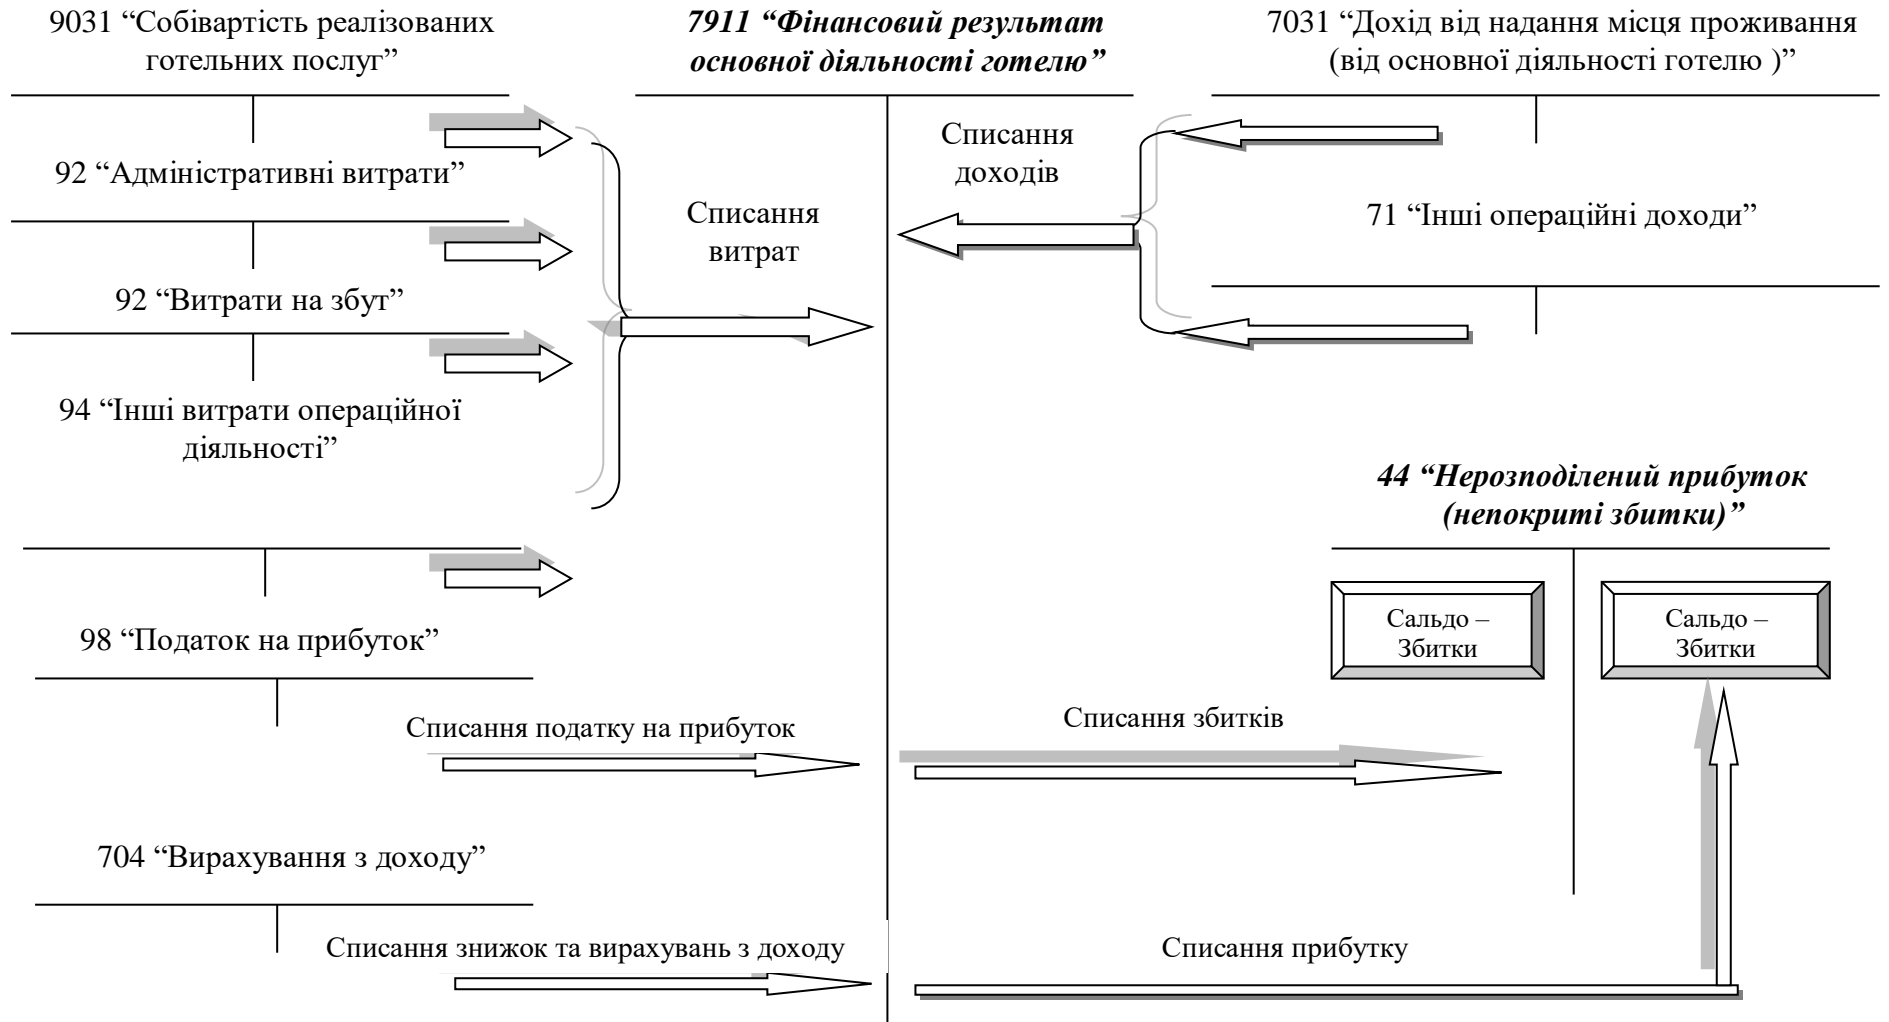 9031 “Собівартість реалізованих
готельних послуг”
7911 “Фінансовий результат
основної діяльності готелю”
7031 “Дохід від надання місця проживання
(від основної діяльності готелю )”
Списання
доходів
92 “Адміністративні витрати”
Списання
витрат
71 “Інші операційні доходи”
92 “Витрати на збут”
94 “Інші витрати операційної
діяльності”
44 “Нерозподілений прибуток
(непокриті збитки)”
Сальдо –
Збитки
Сальдо –
Збитки
98 “Податок на прибуток”
Списання податку на прибуток
Списання збитків
704 “Вирахування з доходу”
Списання знижок та вирахувань з доходу
Списання прибутку